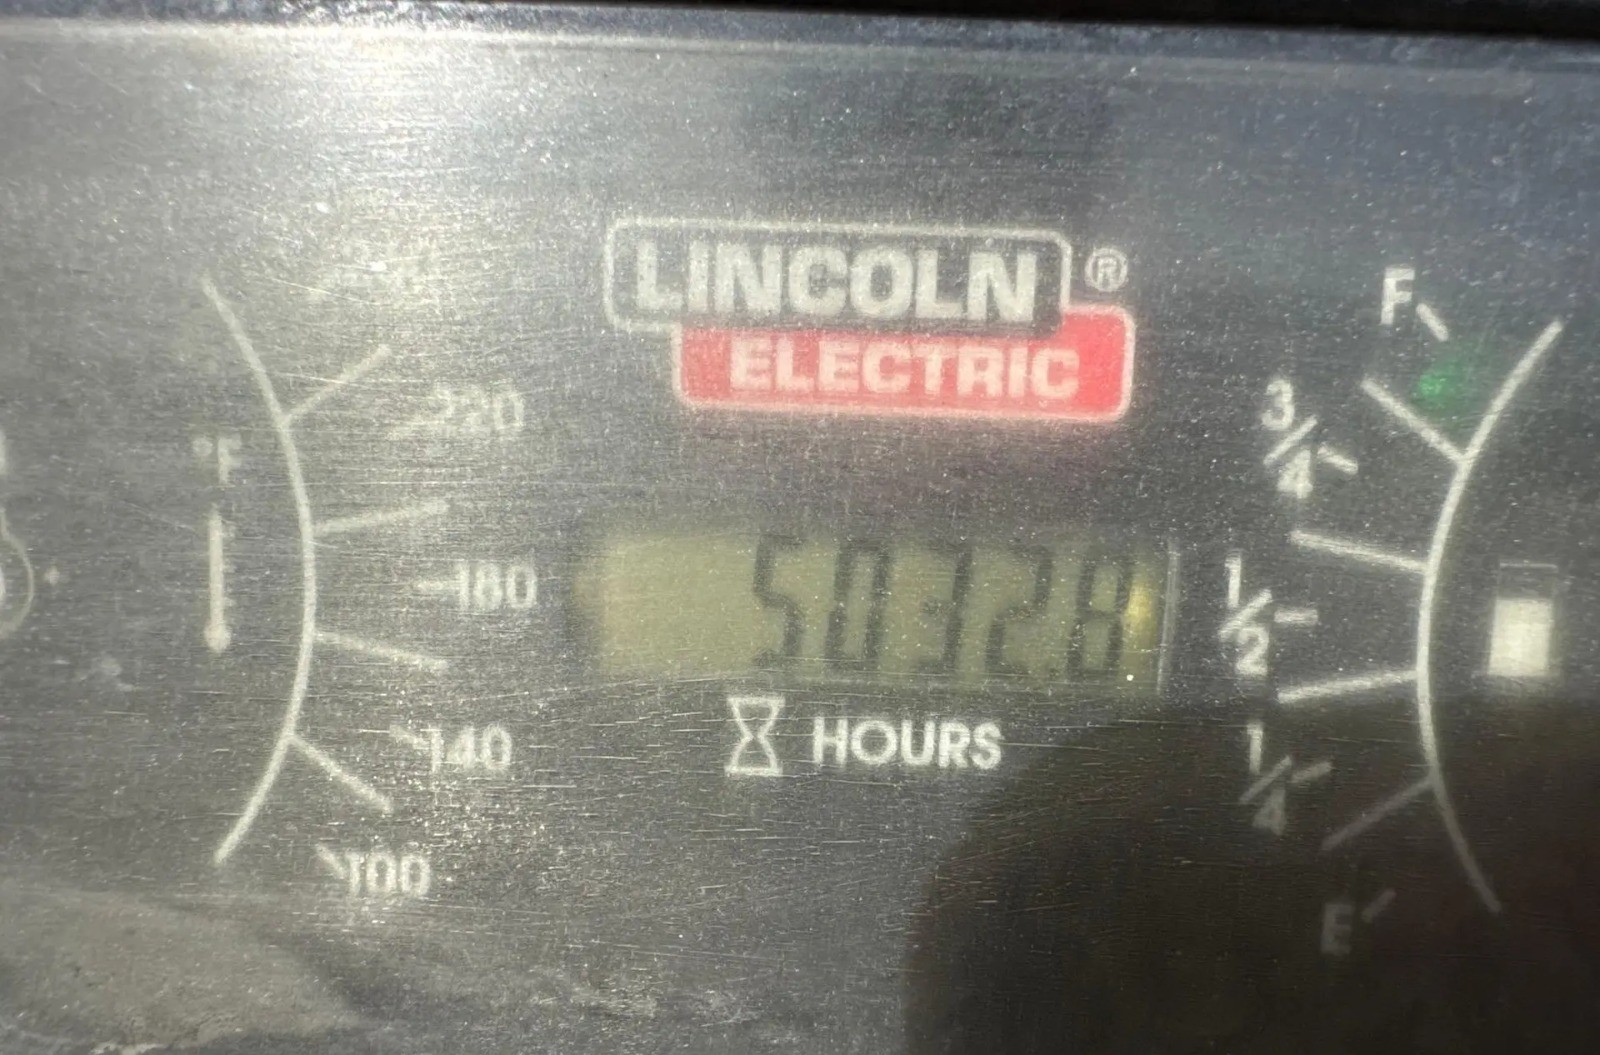 LINCOLN ®
ELECTRIC
°F
220
180
140
100
5032.8
HOURS
F
3/4
1/2
1/4
E